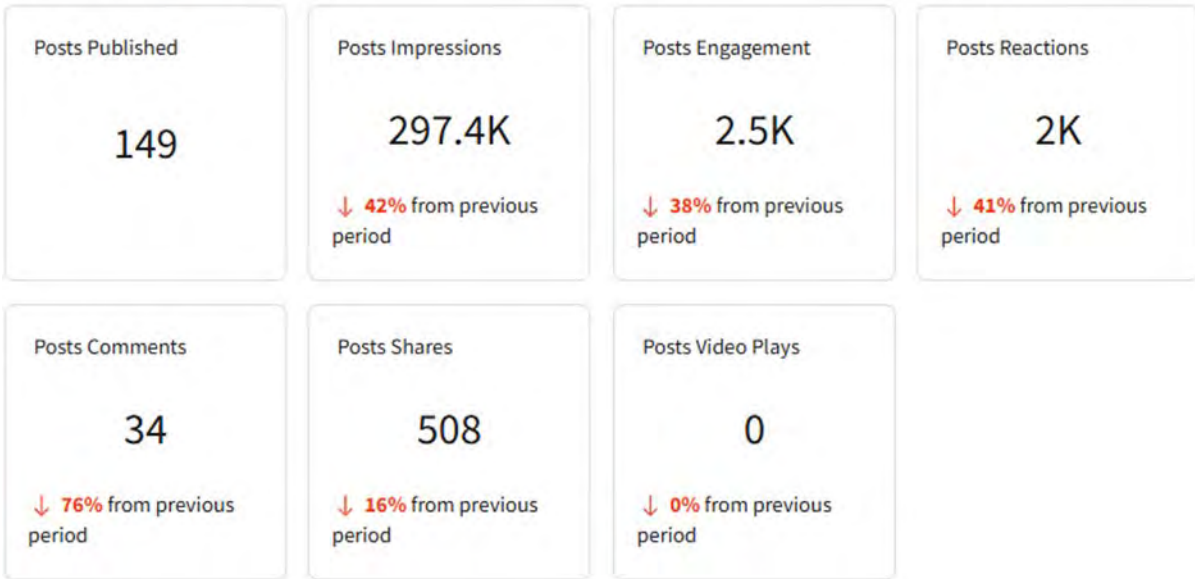 Posts Published
149
Posts Impressions
297.4K
↓ 42% from previous
period
Posts Engagement
2.5K
↓ 38% from previous
period
Posts Reactions
2K
↓ 41% from previous
period
Posts Comments
34
↓ 76% from previous
period
Posts Shares
508
↓ 16% from previous
period
Posts Video Plays
0
↓ 0% from previous
period